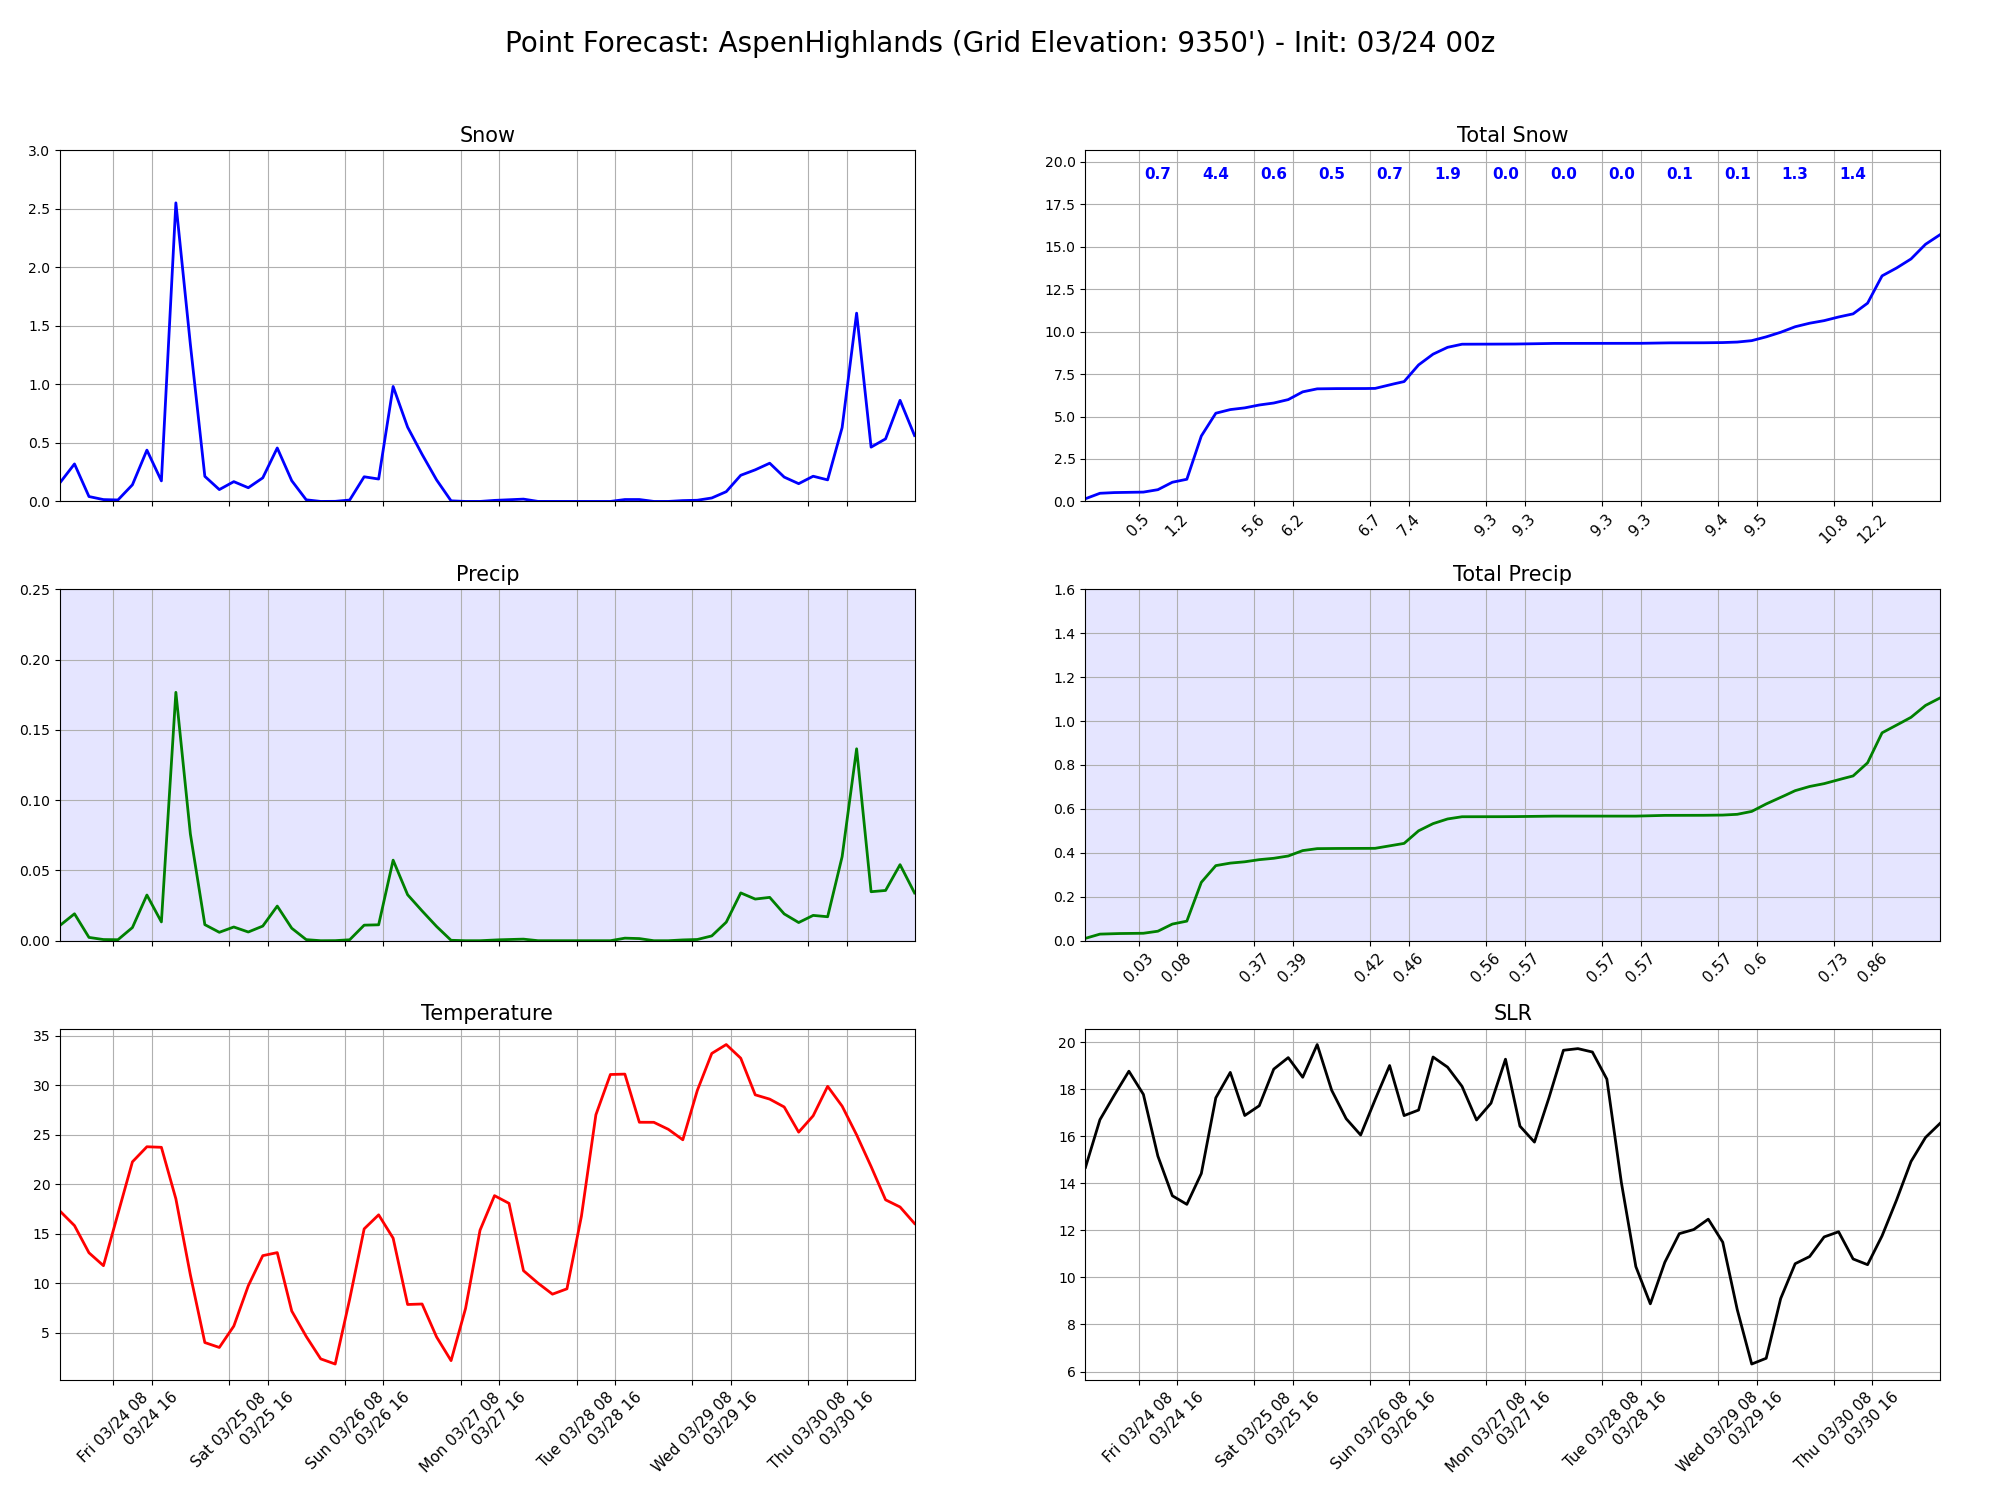 Point Forecast: AspenHighlands (Grid Elevation: 9350') - Init: 03/24 00z
Snow
3.0
2.5
2.0
1.5
1.0
0.5
0.0
Total Snow
20.0
17.5
15.0
12.5
10.0
7.5
5.0
2.5
0.0
0.7 4.4 0.6 0.5 0.7 1.9 0.0 0.0 0.0 0.1 0.1 1.3 1.4
0.5 1.2 5.6 6.2 6.7 7.4 9.3 9.3 9.3 9.3 9.4 9.5 10.8 12.2
Precip
0.25
0.20
0.15
0.10
0.05
0.00
Total Precip
1.6
1.4
1.2
1.0
0.8
0.6
0.4
0.2
0.0
0.03 0.08 0.37 0.39 0.42 0.46 0.56 0.57 0.57 0.57 0.57 0.6 0.73 0.86
Temperature
35
30
25
20
15
10
5
Fri 03/24 08
03/24 16
Sat 03/25 08
03/25 16
Sun 03/26 08
03/26 16
Mon 03/27 08
03/27 16
Tue 03/28 08
03/28 16
Wed 03/29 08
03/29 16
Thu 03/30 08
03/30 16
SLR
20
18
16
14
12
10
8
6
Fri 03/24 08
03/24 16
Sat 03/25 08
03/25 16
Sun 03/26 08
03/26 16
Mon 03/27 08
03/27 16
Tue 03/28 08
03/28 16
Wed 03/29 08
03/29 16
Thu 03/30 08
03/30 16